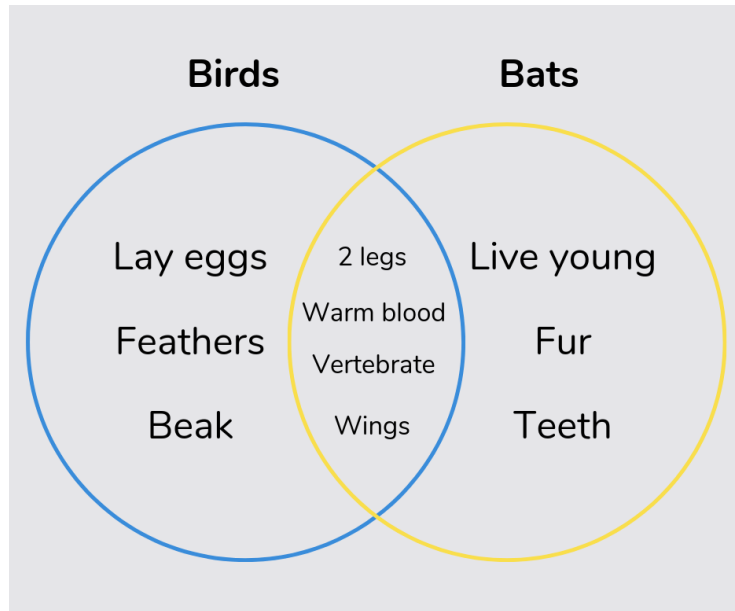 Birds
Bats
Lay eggs
Feathers
Beak
2 legs
Warm blood
Vertebrate
Wings
Live young
Fur
Teeth